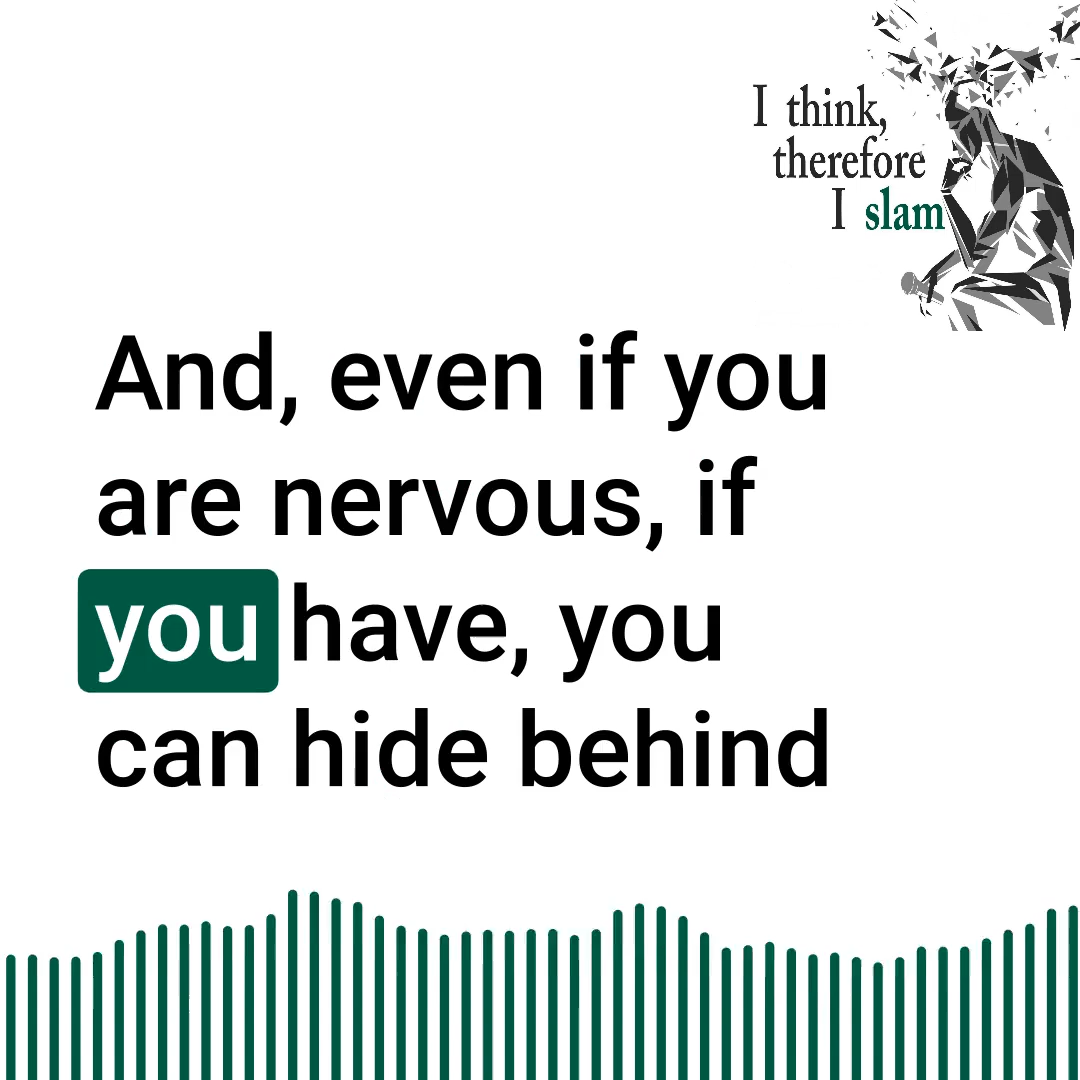 I think,
therefore
I slam
And, even if you
are nervous, if
you have, you
can hide behind